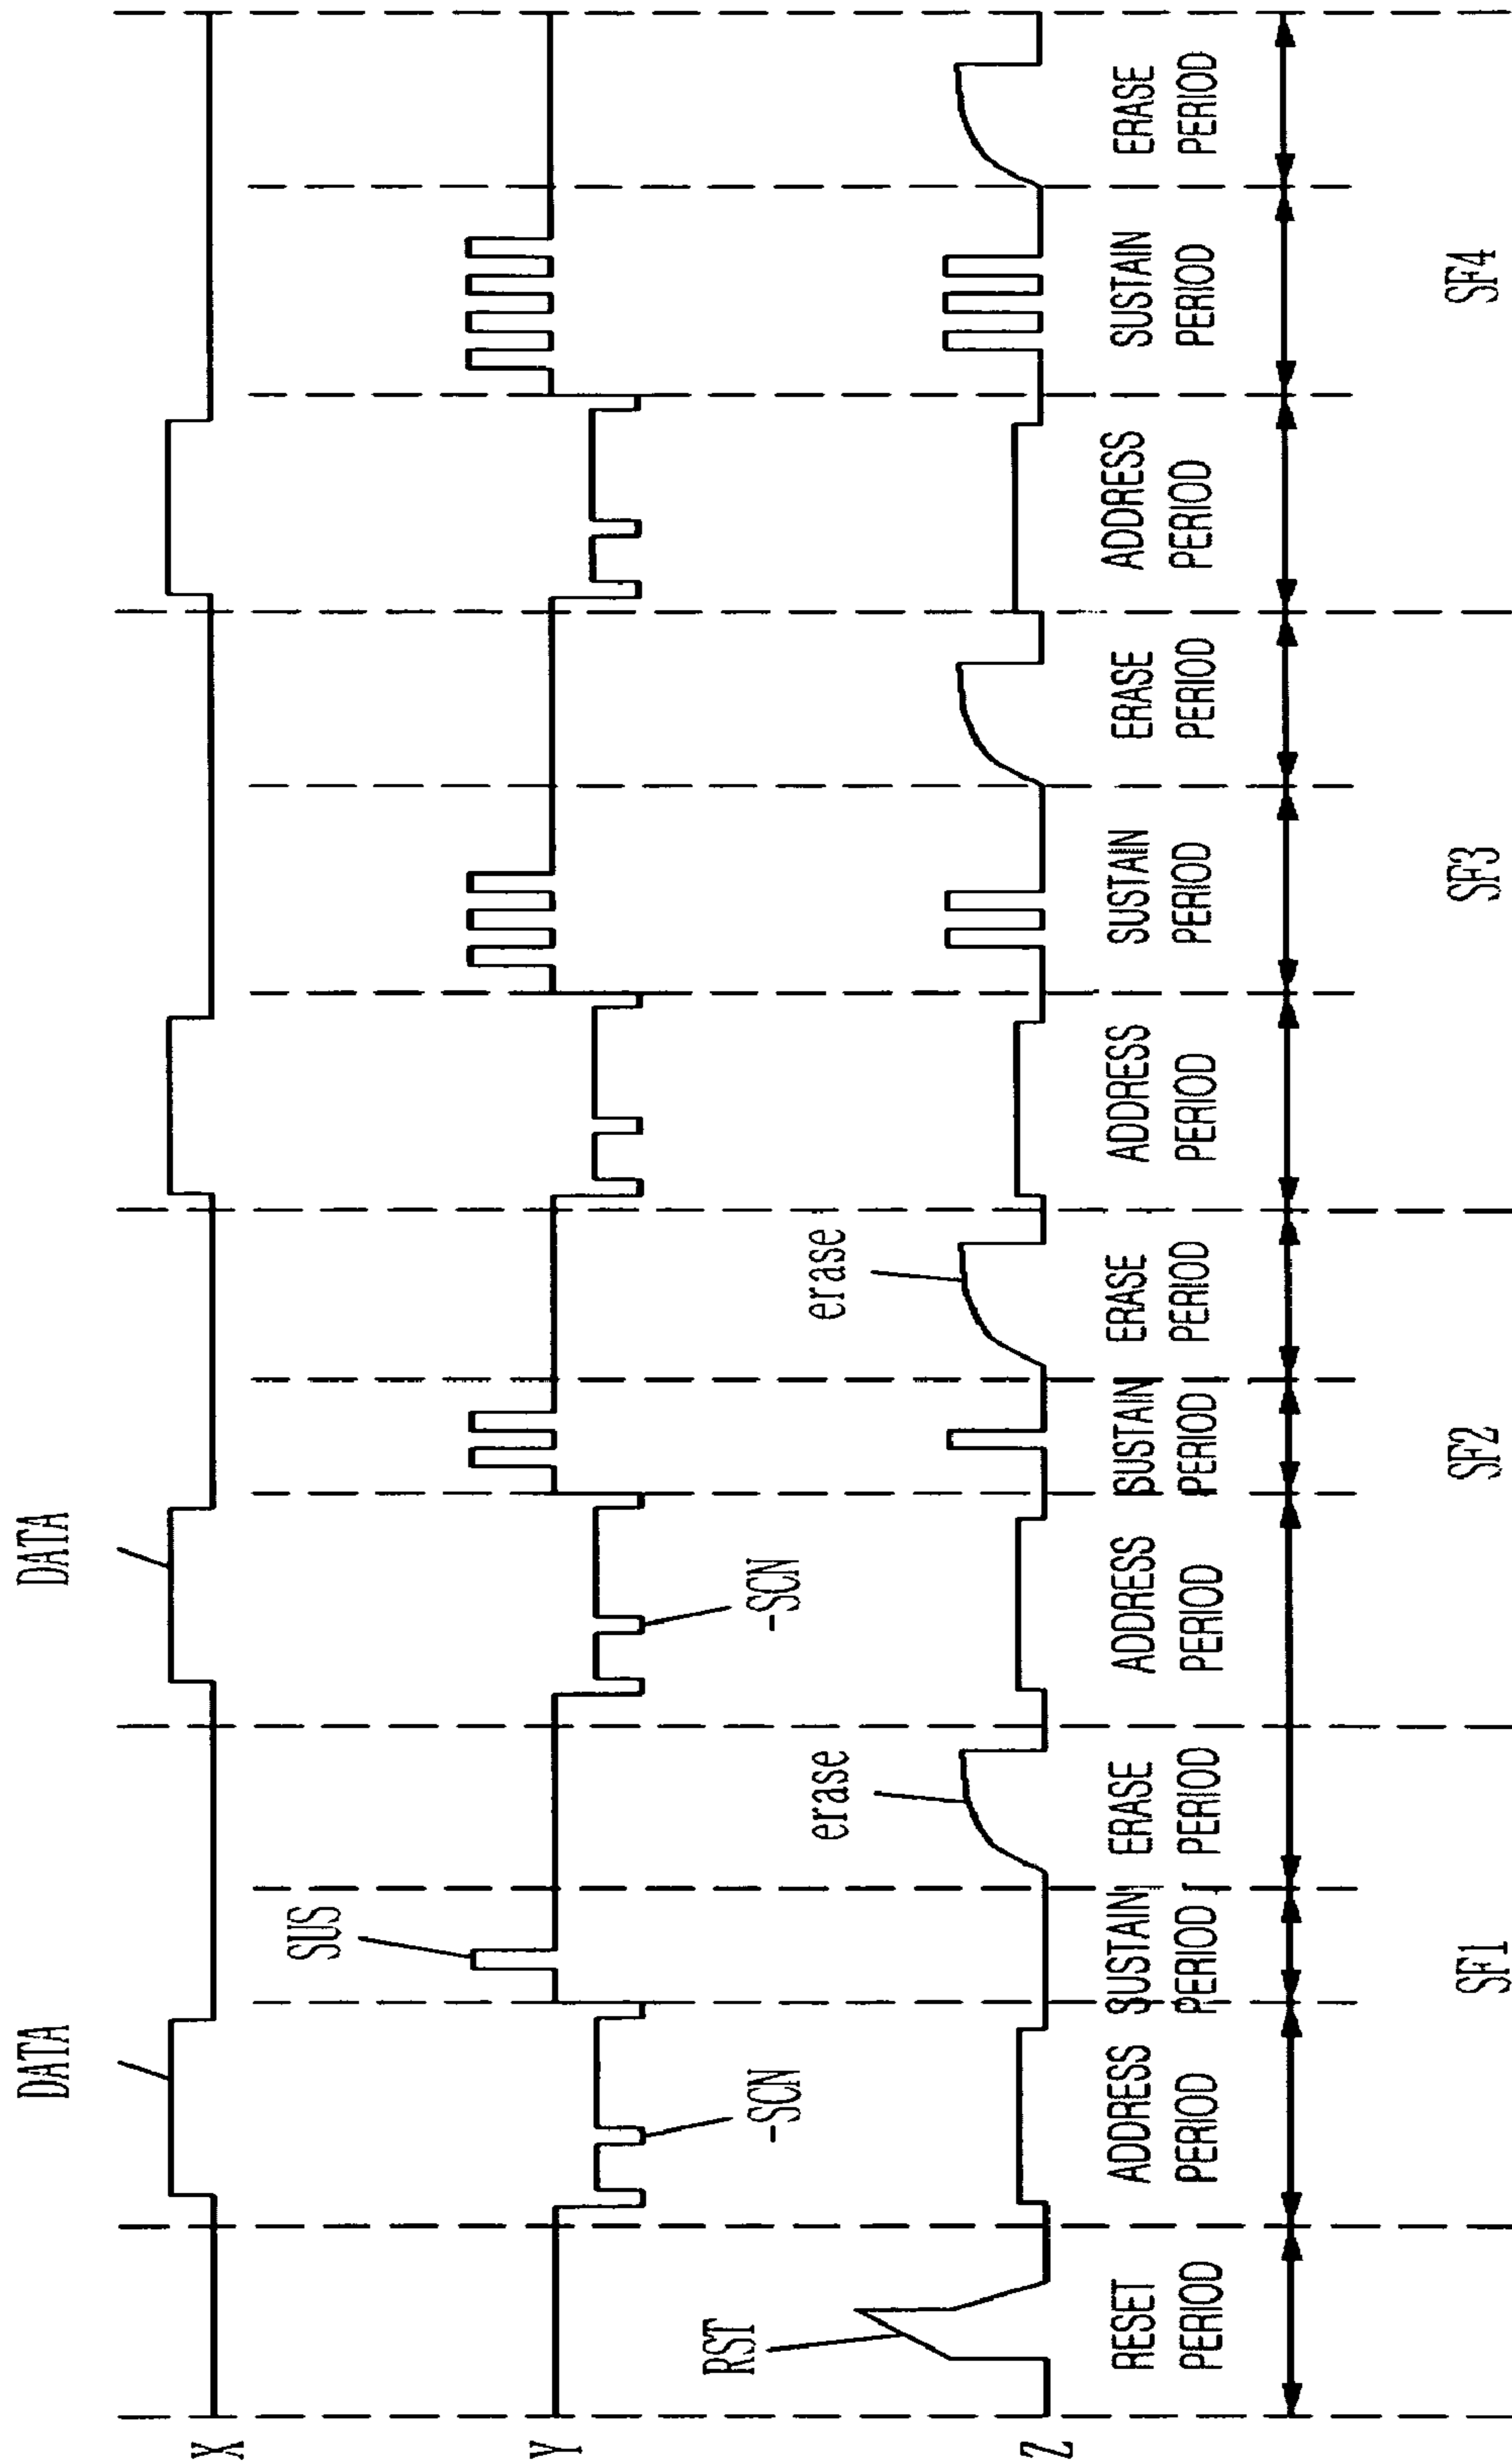 DATA
DATA
X
SUS
Y
-SCN
-SCN
RST
erase
erase
Z
RESET
PERIOD
ADDRESS
PERIOD
SUSTAIN
PERIOD
ERASE
PERIOD
ADDRESS
PERIOD
SUSTAIN
PERIOD
ERASE
PERIOD
ADDRESS
PERIOD
SUSTAIN
PERIOD
ERASE
PERIOD
ADDRESS
PERIOD
SUSTAIN
PERIOD
ERASE
PERIOD
SF1
SF2
SF3
SF4